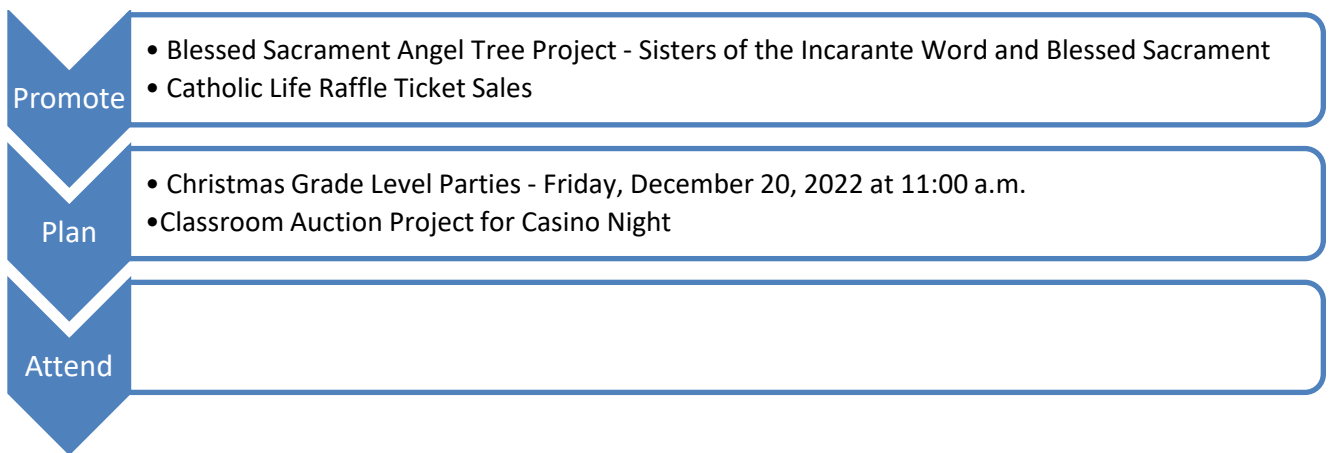 Promote
• Blessed Sacrament Angel Tree Project - Sisters of the Incarante Word and Blessed Sacrament
• Catholic Life Raffle Ticket Sales
Plan
• Christmas Grade Level Parties - Friday, December 20, 2022 at 11:00 a.m.
•Classroom Auction Project for Casino Night
Attend